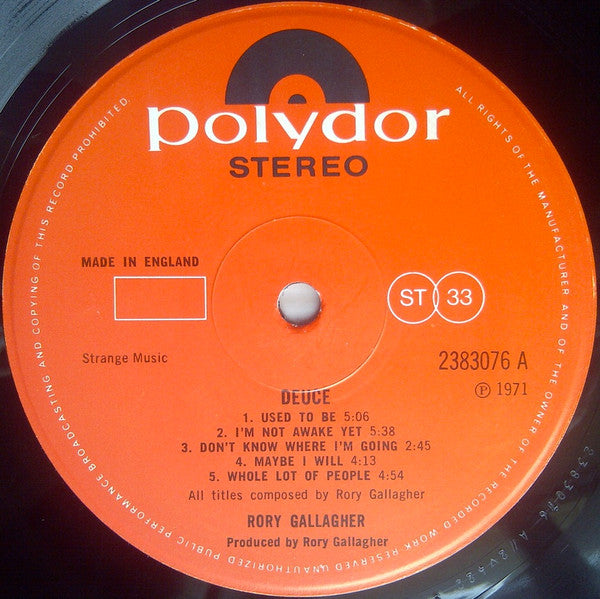 polydor
STEREO
ALL RIGHTS OF THE MANUFACTURER AND OF THE OWNER OF THE RECORDED WORK RESERVED UNAUTHORIZED PUBLIC PERFORMANCE BROADCASTING AND COPYING OF THIS RECORD PROHIBITED.
MADE IN ENGLAND
ST 33
Strange Music
2383076 A
℗ 1971
DEUCE
1. USED TO BE 5:06
2. I'M NOT AWAKE YET 5:38
3. DON'T KNOW WHERE I'M GOING 2:45
4. MAYBE I WILL 4:13
5. WHOLE LOT OF PEOPLE 4:54
All titles composed by Rory Gallagher
RORY GALLAGHER
Produced by Rory Gallagher